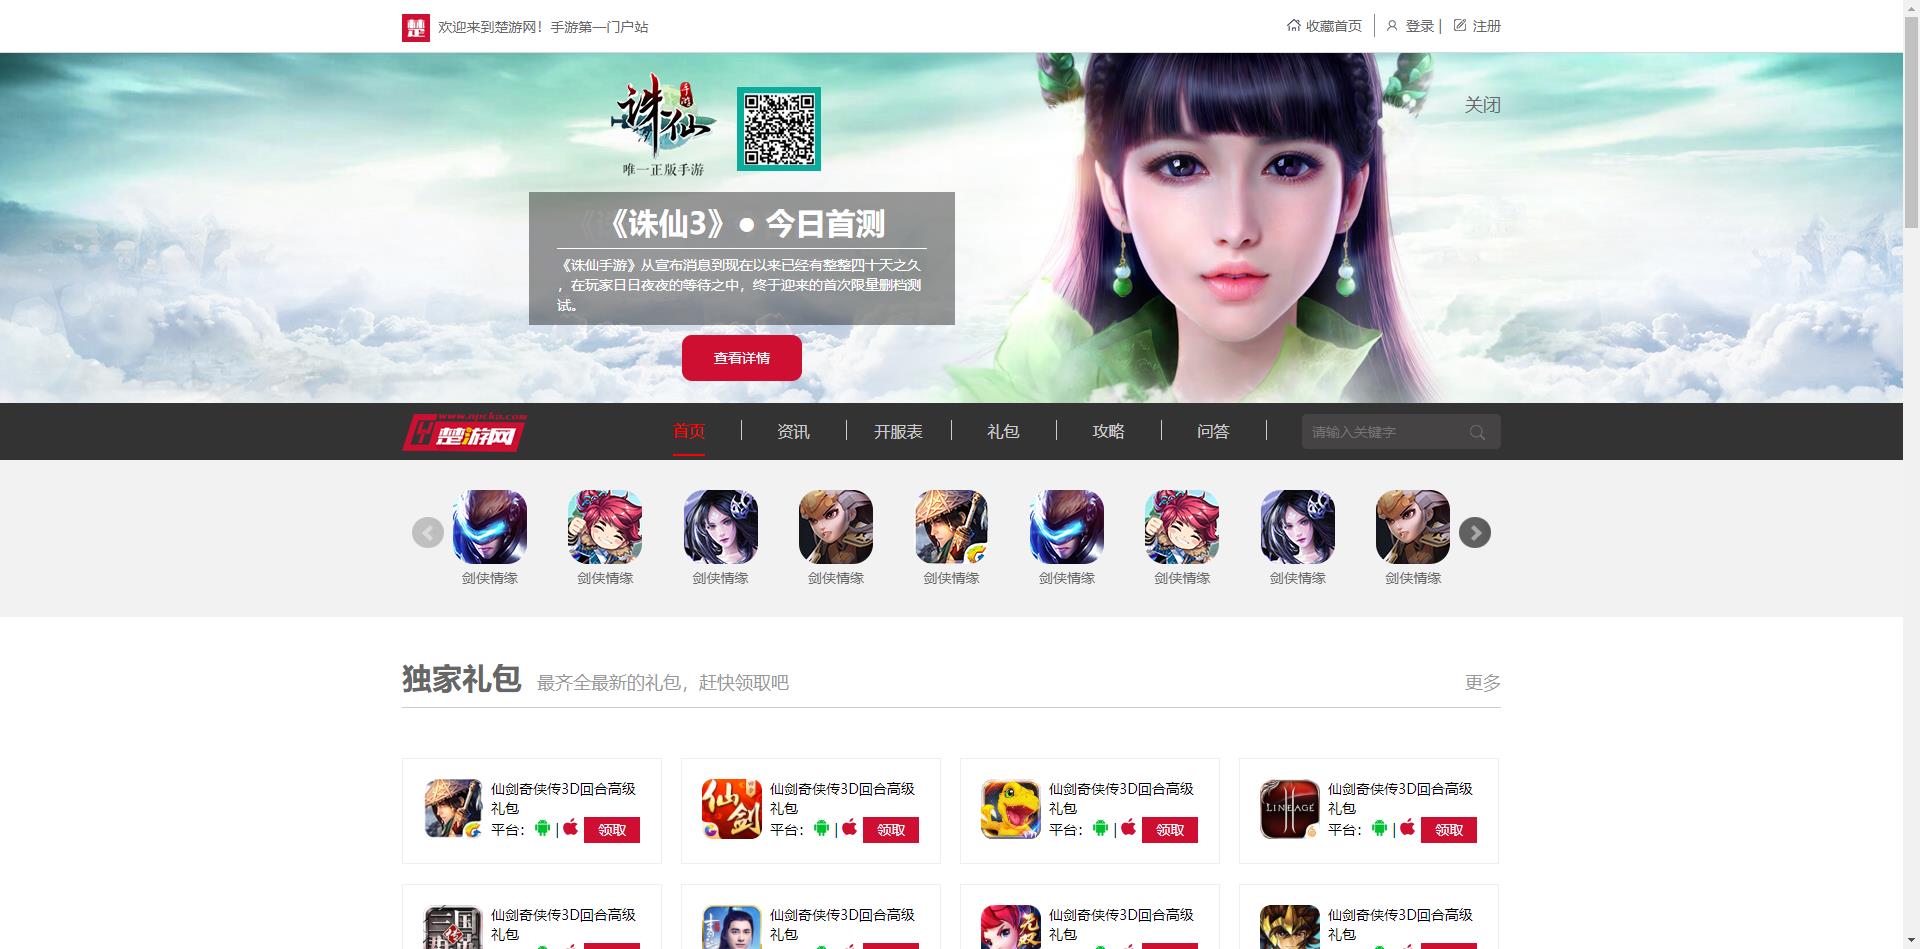 楚 欢迎来到楚游网！手游第一门户站
收藏首页 登录 | 注册
诛仙 手游
唯一正版手游
关闭
《诛仙3》● 今日首测
《诛仙手游》从宣布消息到现在以来已经有整整四十天之久
，在玩家日日夜夜的等待之中，终于迎来的首次限量删档测
试。
查看详情
楚游网
首页 资讯 开服表 礼包 攻略 问答 请输入关键字
剑侠情缘 剑侠情缘 剑侠情缘 剑侠情缘 剑侠情缘 剑侠情缘 剑侠情缘 剑侠情缘 剑侠情缘
独家礼包 最齐全最新的礼包，赶快领取吧 更多
仙剑奇侠传3D回合高级
礼包
平台： | 领取
仙剑
仙剑奇侠传3D回合高级
礼包
平台： | 领取
仙剑奇侠传3D回合高级
礼包
平台： | 领取
LINEAGE II
仙剑奇侠传3D回合高级
礼包
平台： | 领取
三国
仙剑奇侠传3D回合高级
礼包
仙剑奇侠传3D回合高级
礼包
仙剑奇侠传3D回合高级
礼包
仙剑奇侠传3D回合高级
礼包